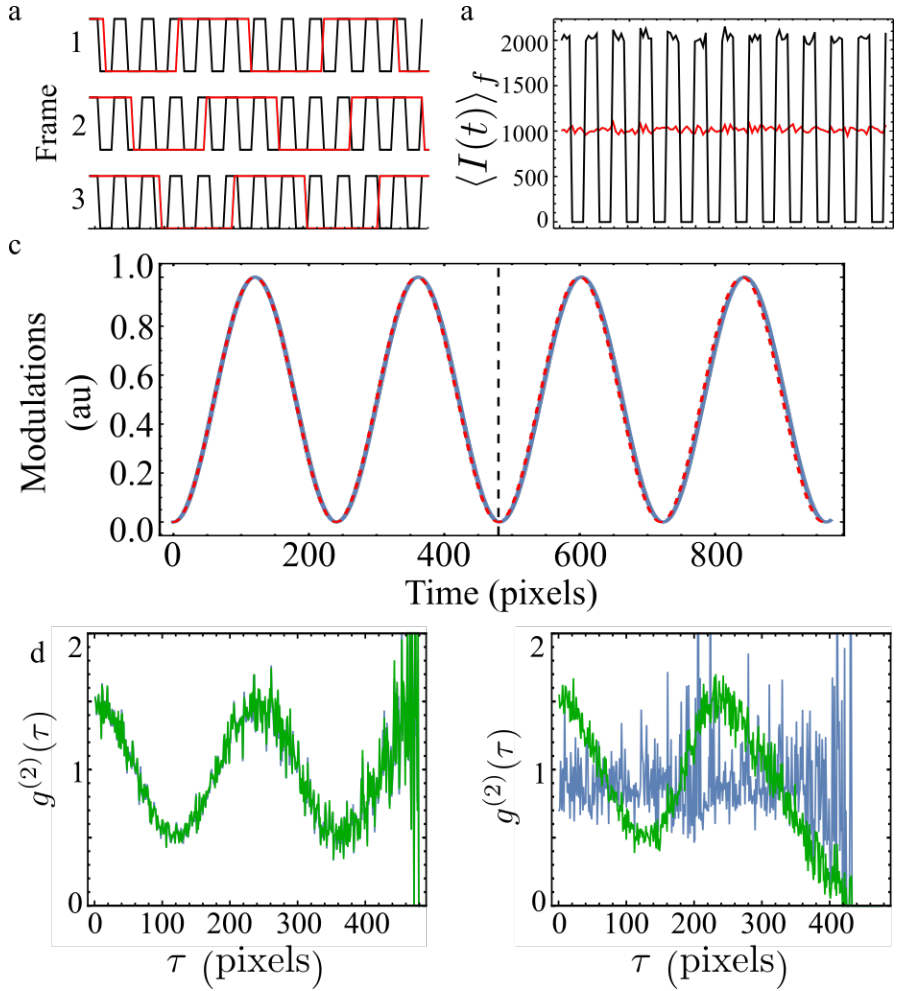 a
1
2
3
Frame
a
2000
1500
1000
500
0
⟨I(t)⟩f
c
1.0
0.8
0.6
0.4
0.2
0.0
Modulations
(au)
0 200 400 600 800
Time (pixels)
d
2
1
0
g(2)(τ)
0 100 200 300 400
τ (pixels)
2
1
0
g(2)(τ)
0 100 200 300 400
τ (pixels)